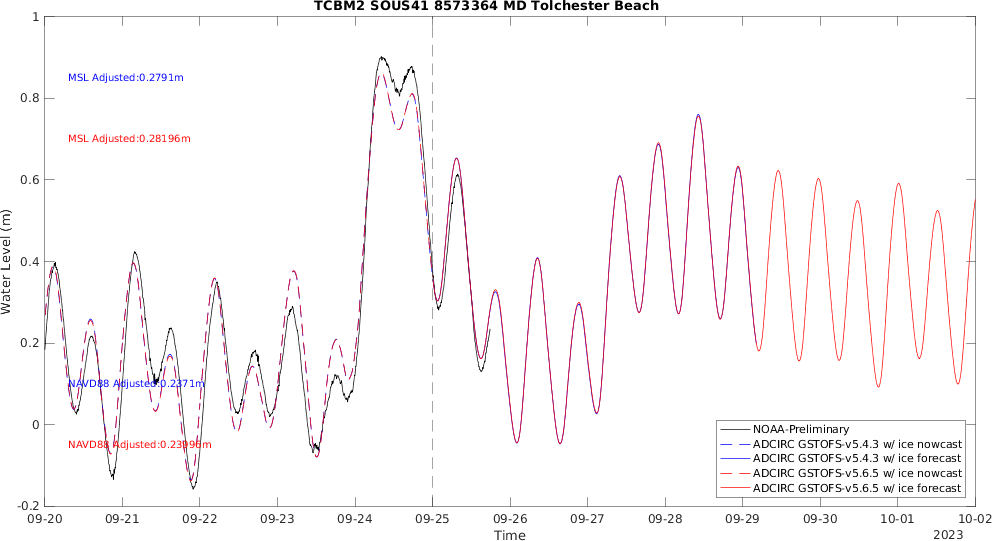 TCBM2 SOUS41 8573364 MD Tolchester Beach
1
0.8
0.6
0.4
0.2
0
-0.2
Water Level (m)
MSL Adjusted:0.2791m
MSL Adjusted:0.28196m
NAVD88 Adjusted:0.2371m
NAVD88 Adjusted:0.23996m
NOAA-Preliminary
ADCIRC GSTOFS-v5.4.3 w/ ice nowcast
ADCIRC GSTOFS-v5.4.3 w/ ice forecast
ADCIRC GSTOFS-v5.6.5 w/ ice nowcast
ADCIRC GSTOFS-v5.6.5 w/ ice forecast
09-20 09-21 09-22 09-23 09-24 09-25 09-26 09-27 09-28 09-29 09-30 10-01 10-02
Time
2023